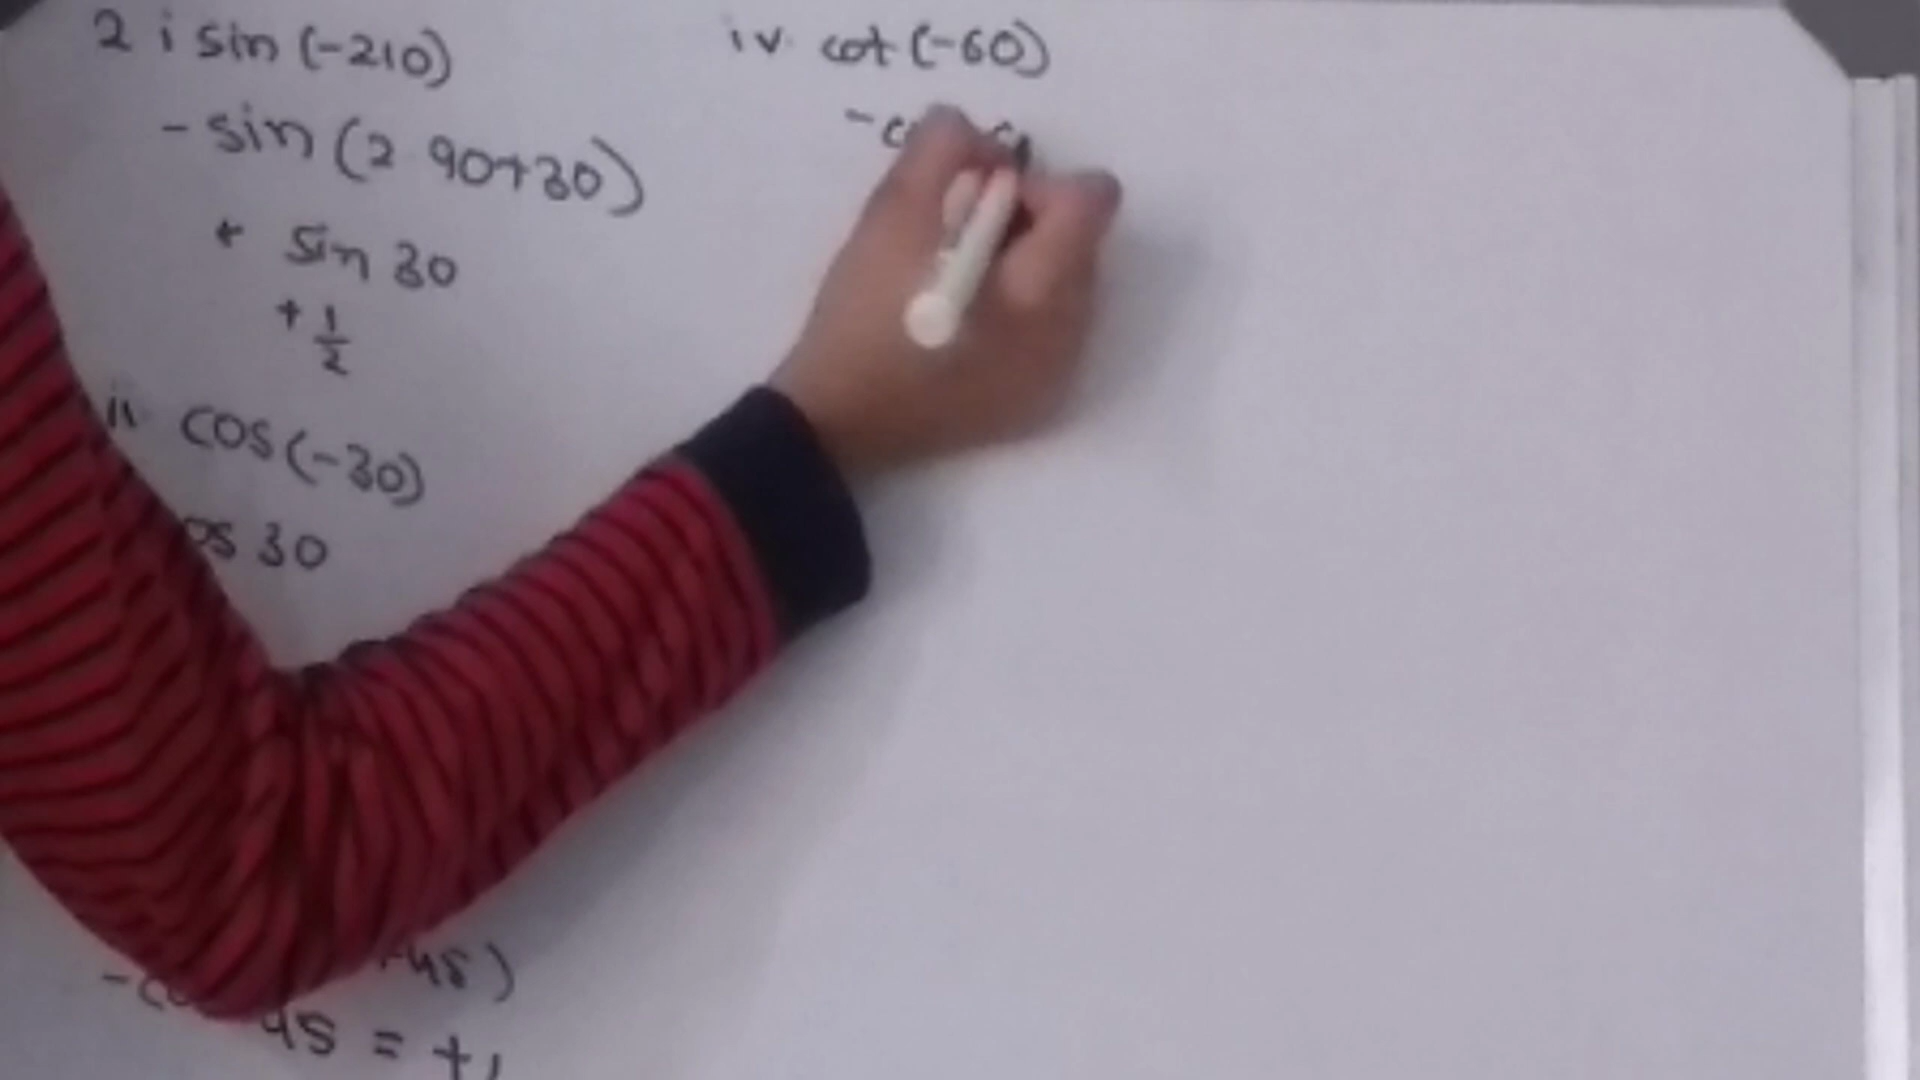 2 i sin (-210)
- sin (2 90+30)
+ sin 30
+ 1/2
ii. cos (-30)
30
45)
45 = +1
iv. cot (-60)